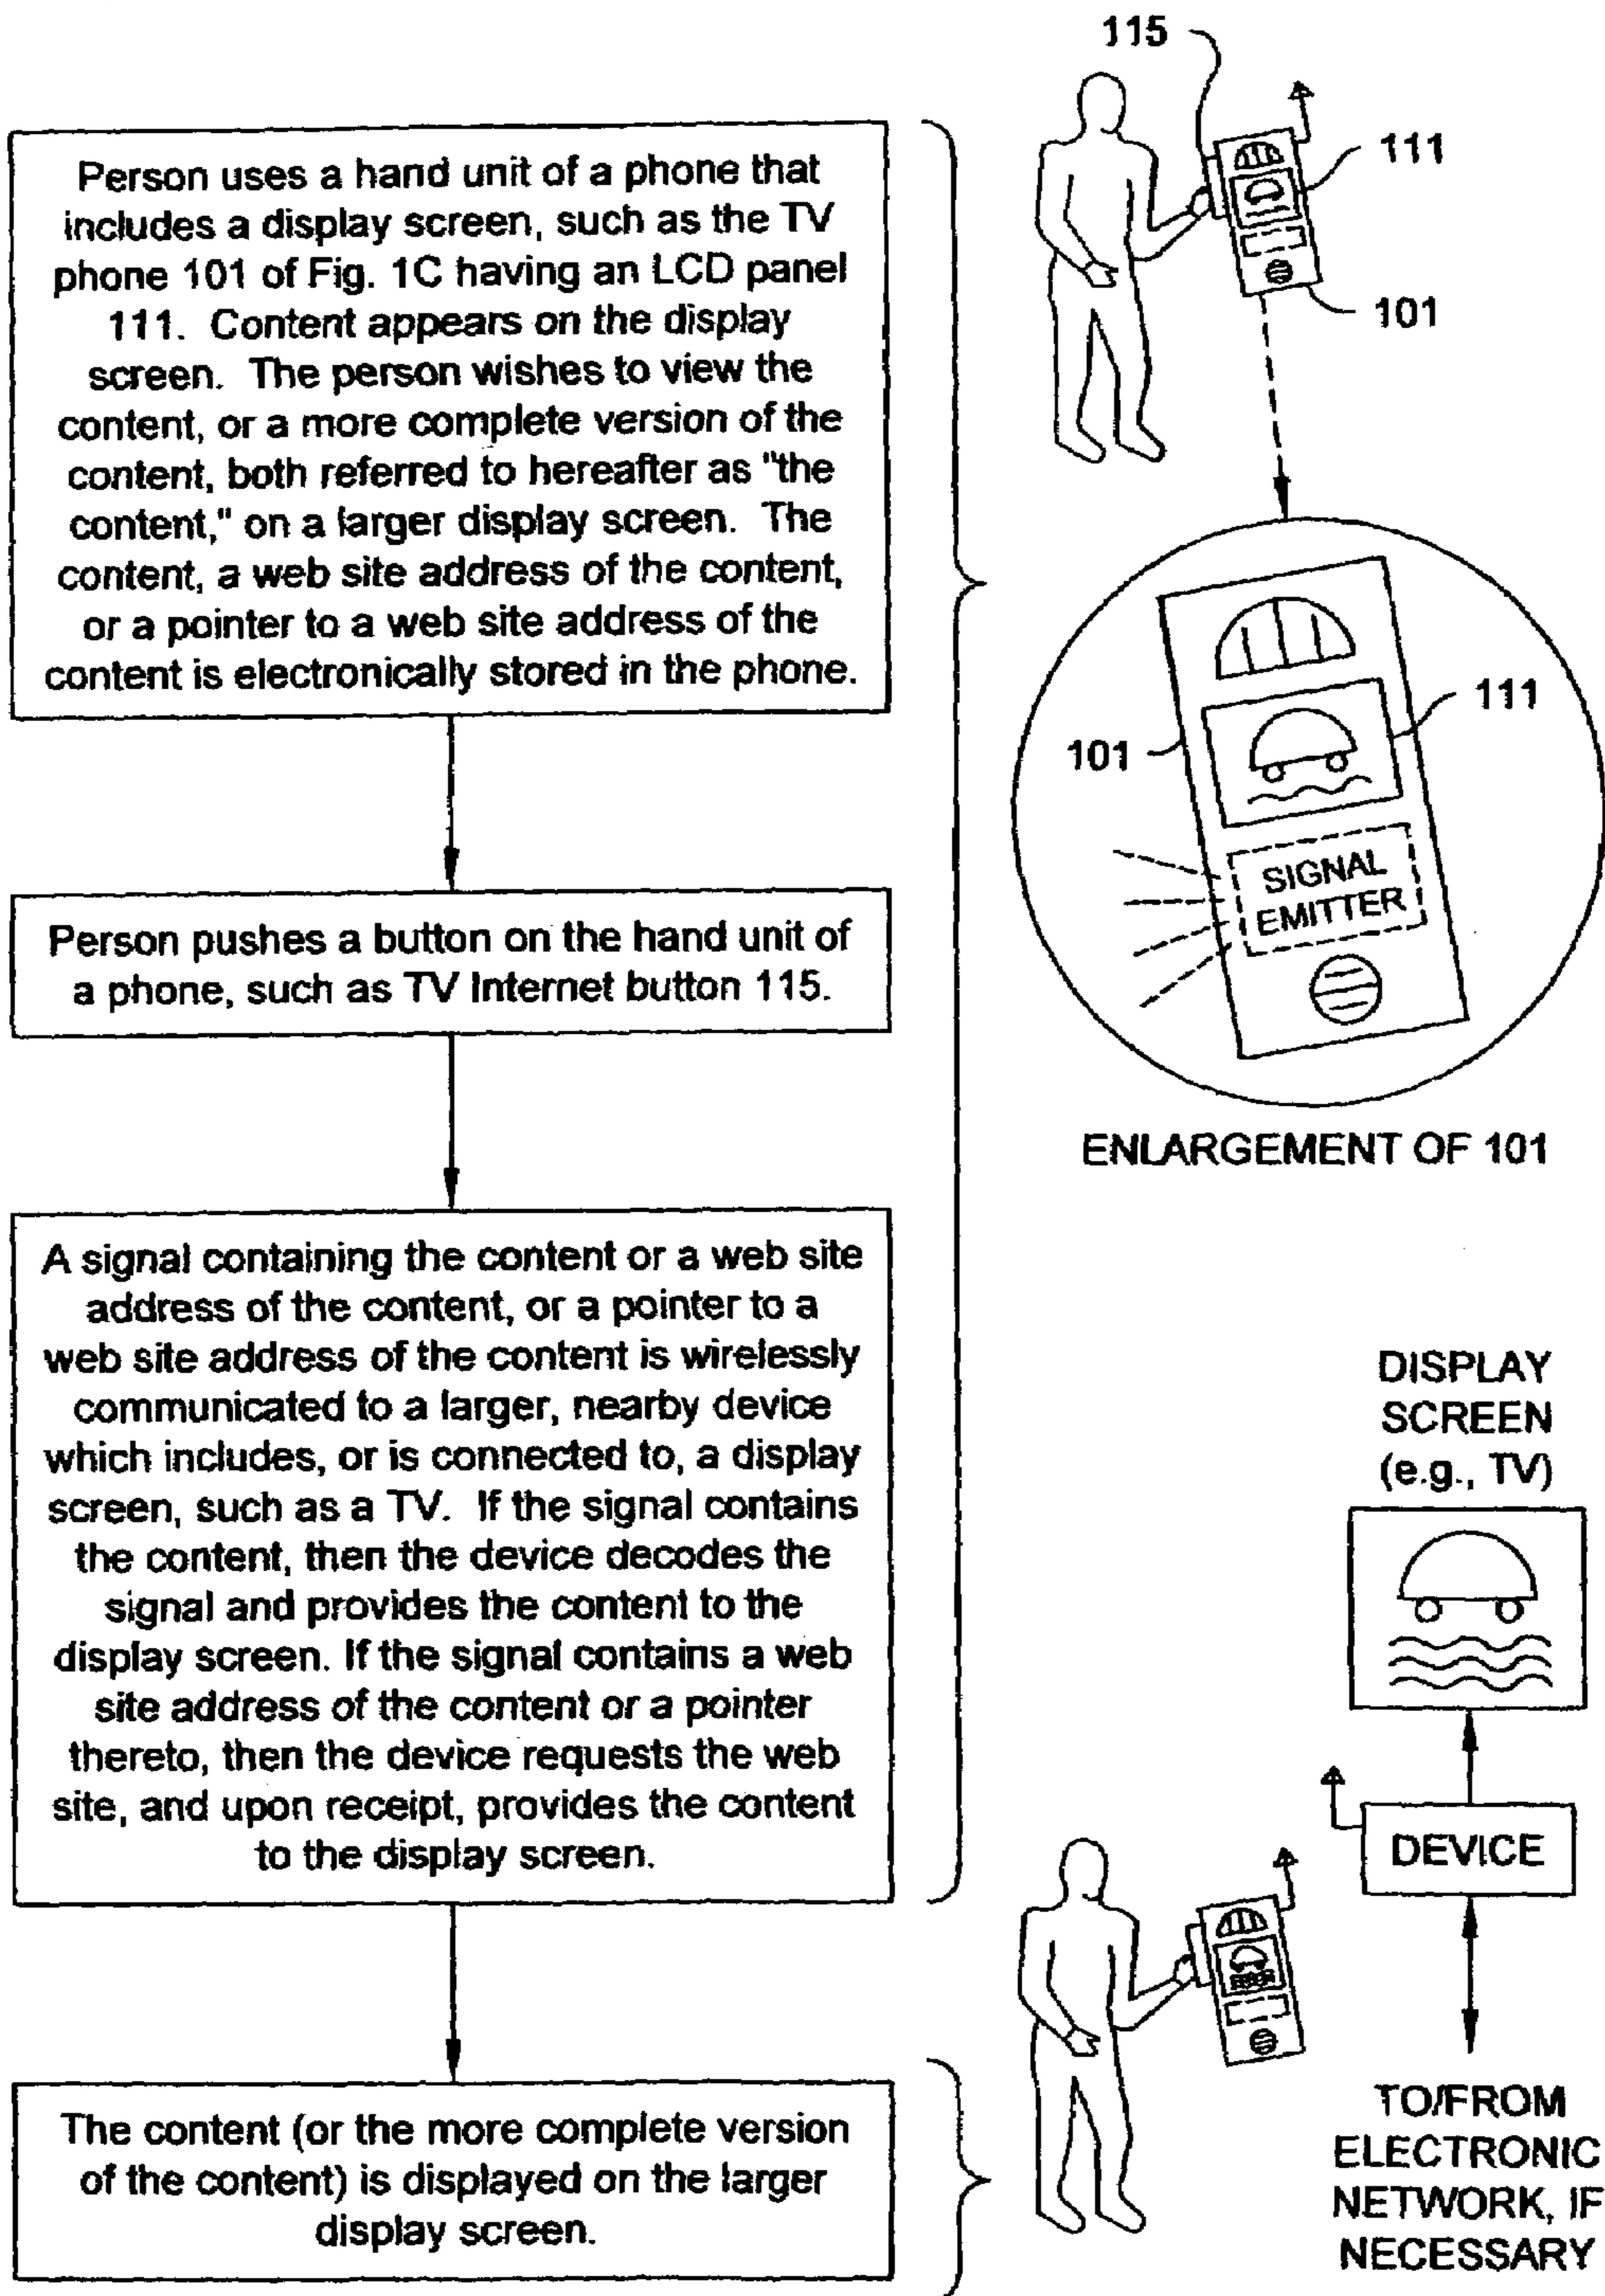 Person uses a hand unit of a phone that
includes a display screen, such as the TV
phone 101 of Fig. 1C having an LCD panel
111. Content appears on the display
screen. The person wishes to view the
content, or a more complete version of the
content, both referred to hereafter as "the
content," on a larger display screen. The
content, a web site address of the content,
or a pointer to a web site address of the
content is electronically stored in the phone.
Person pushes a button on the hand unit of
a phone, such as TV Internet button 115.
A signal containing the content or a web site
address of the content, or a pointer to a
web site address of the content is wirelessly
communicated to a larger, nearby device
which includes, or is connected to, a display
screen, such as a TV. If the signal contains
the content, then the device decodes the
signal and provides the content to the
display screen. If the signal contains a web
site address of the content or a pointer
thereto, then the device requests the web
site, and upon receipt, provides the content
to the display screen.
The content (or the more complete version
of the content) is displayed on the larger
display screen.
115
111
101
111
101
SIGNAL
EMITTER
ENLARGEMENT OF 101
DISPLAY
SCREEN
(e.g., TV)
DEVICE
TO/FROM
ELECTRONIC
NETWORK, IF
NECESSARY